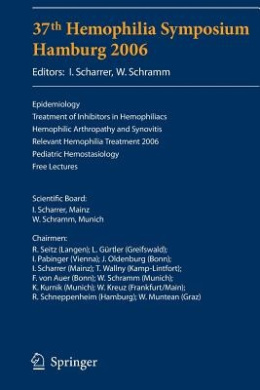 37th Hemophilia Symposium
Hamburg 2006
Editors: I. Scharrer, W. Schramm
Epidemiology
Treatment of Inhibitors in Hemophiliacs
Hemophilic Arthropathy and Synovitis
Relevant Hemophilia Treatment 2006
Pediatric Hemostasiology
Free Lectures
Scientific Board:
I. Scharrer, Mainz
W. Schramm, Munich
Chairmen:
R. Seitz (Langen); L. Gürtler (Greifswald);
I. Pabinger (Vienna); J. Oldenburg (Bonn);
I. Scharrer (Mainz); T. Wallny (Kamp-Lintfort);
F. von Auer (Bonn); W. Schramm (Munich);
K. Kurnik (Munich); W. Kreuz (Frankfurt/Main);
R. Schneppenheim (Hamburg); W. Muntean (Graz)
Springer